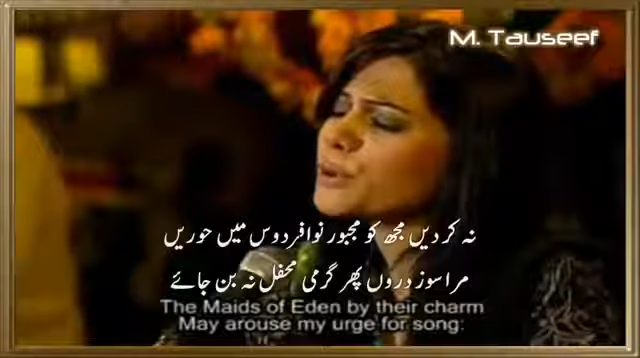 M. Tauseef
نہ کر دیں مجھ کو مجبور نوا فردوس میں حوریں
مرا سوز دروں پھر گرمی محفل نہ بن جائے
The Maids of Eden by their charm
May arouse my urge for song: